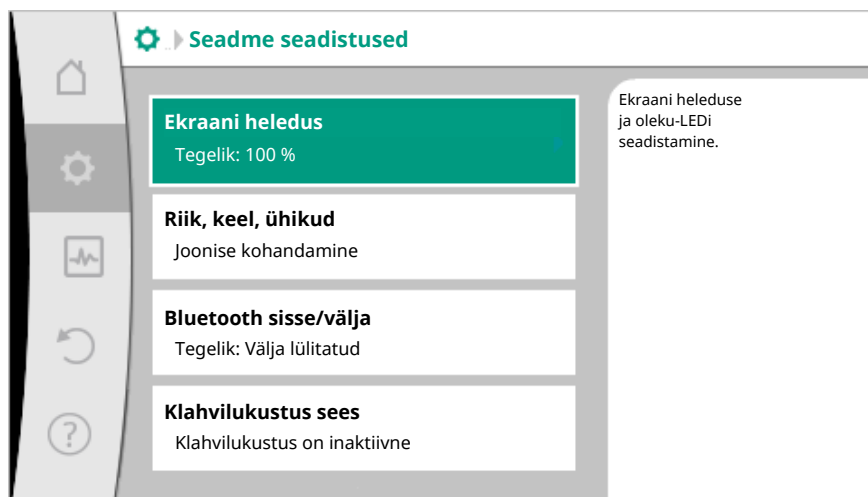 .. Seadme seadistused
Ekraani heledus
Tegelik: 100 %
Riik, keel, ühikud
Joonise kohandamine
Bluetooth sisse/välja
Tegelik: Välja lülitatud
Klahvilukustus sees
Klahvilukustus on inaktiivne
Ekraani heleduse
ja oleku-LEDi
seadistamine.
?